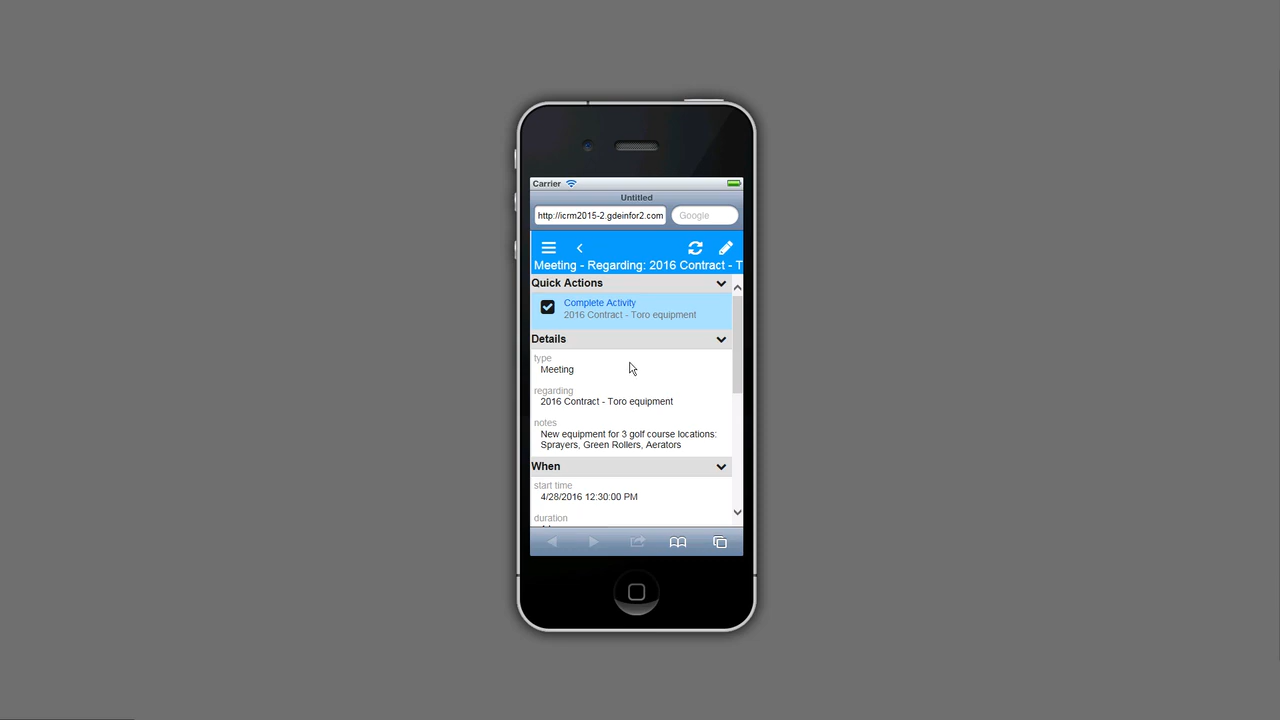 Carrier
Untitled
http://icrm2015-2.gdeinfor2.com
Google
Meeting - Regarding: 2016 Contract - T
Quick Actions
Complete Activity
2016 Contract - Toro equipment
Details
type
Meeting
regarding
2016 Contract - Toro equipment
notes
New equipment for 3 golf course locations:
Sprayers, Green Rollers, Aerators
When
start time
4/28/2016 12:30:00 PM
duration